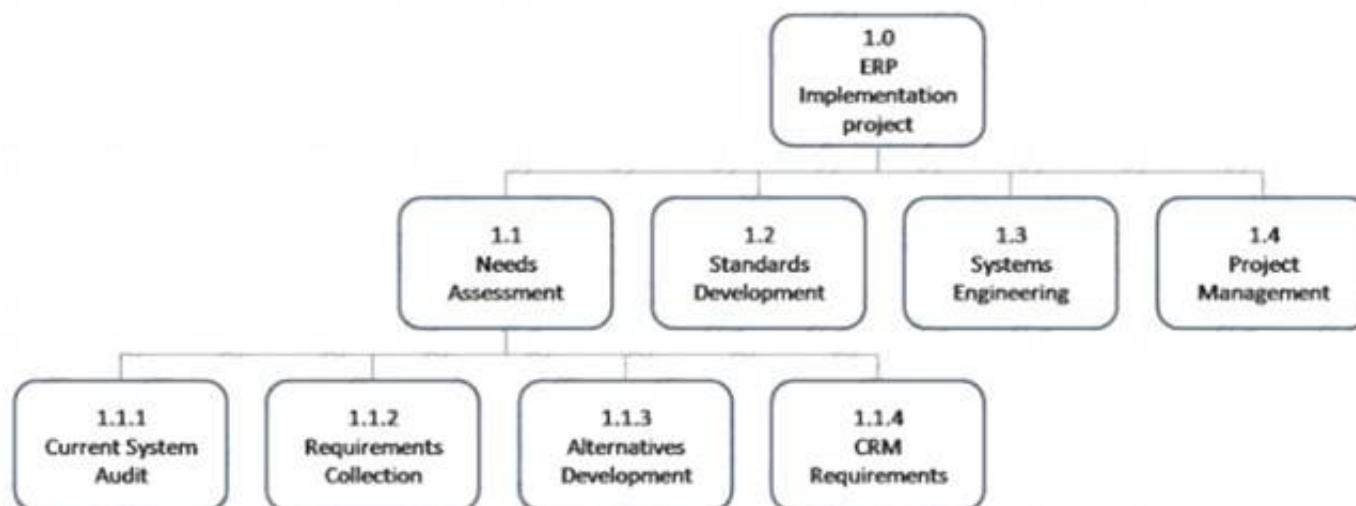 1.0
ERP
Implementation
project
1.1
Needs
Assessment
1.2
Standards
Development
1.3
Systems
Engineering
1.4
Project
Management
1.1.1
Current System
Audit
1.1.2
Requirements
Collection
1.1.3
Alternatives
Development
1.1.4
CRM
Requirements